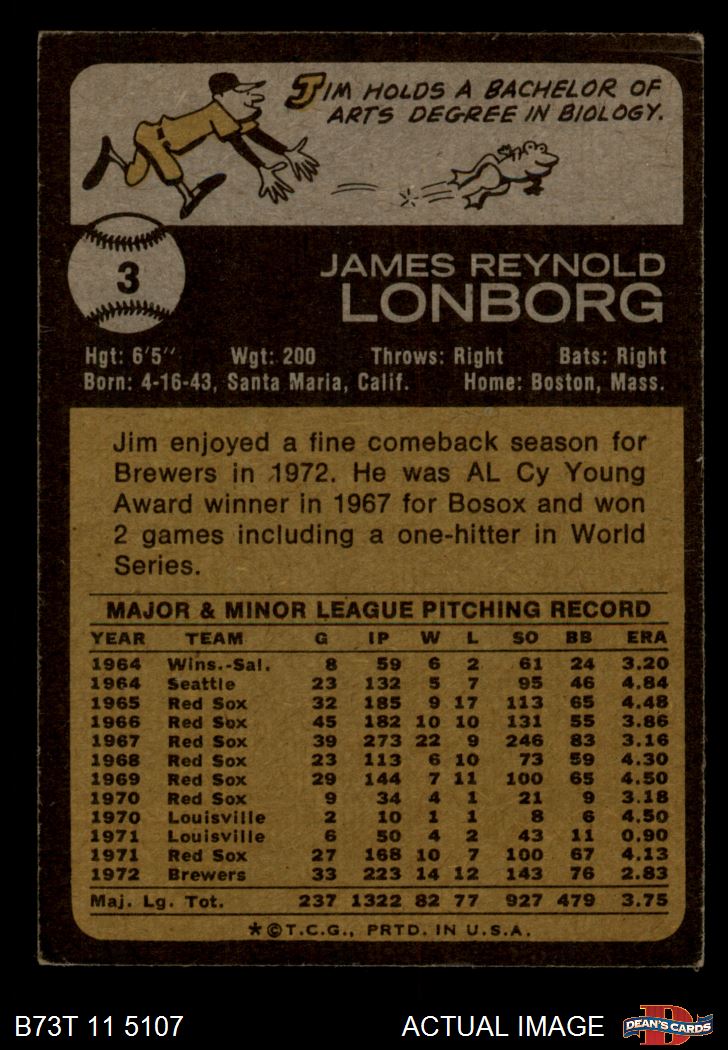 JIM HOLDS A BACHELOR OF
ARTS DEGREE IN BIOLOGY.
3
JAMES REYNOLD
LONBORG
Hgt: 6'5'' Wgt: 200 Throws: Right Bats: Right
Born: 4-16-43, Santa Maria, Calif. Home: Boston, Mass.
Jim enjoyed a fine comeback season for
Brewers in 1972. He was AL Cy Young
Award winner in 1967 for Bosox and won
2 games including a one-hitter in World
Series.
MAJOR & MINOR LEAGUE PITCHING RECORD
YEAR TEAM G IP W L SO BB ERA
1964 Wins.-Sal. 8 59 6 2 61 24 3.20
1964 Seattle 23 132 5 7 95 46 4.84
1965 Red Sox 32 185 9 17 113 65 4.48
1966 Red Sox 45 182 10 10 131 55 3.86
1967 Red Sox 39 273 22 9 246 83 3.16
1968 Red Sox 23 113 6 10 73 59 4.30
1969 Red Sox 29 144 7 11 100 65 4.50
1970 Red Sox 9 34 4 1 21 9 3.18
1970 Louisville 2 10 1 1 8 6 4.50
1971 Louisville 6 50 4 2 43 11 0.90
1971 Red Sox 27 168 10 7 100 67 4.13
1972 Brewers 33 223 14 12 143 76 2.83
Maj. Lg. Tot. 237 1322 82 77 927 479 3.75
*©T.C.G., PRTD. IN U.S.A.
B73T 11 5107 ACTUAL IMAGE
D
DEAN'S CARDS